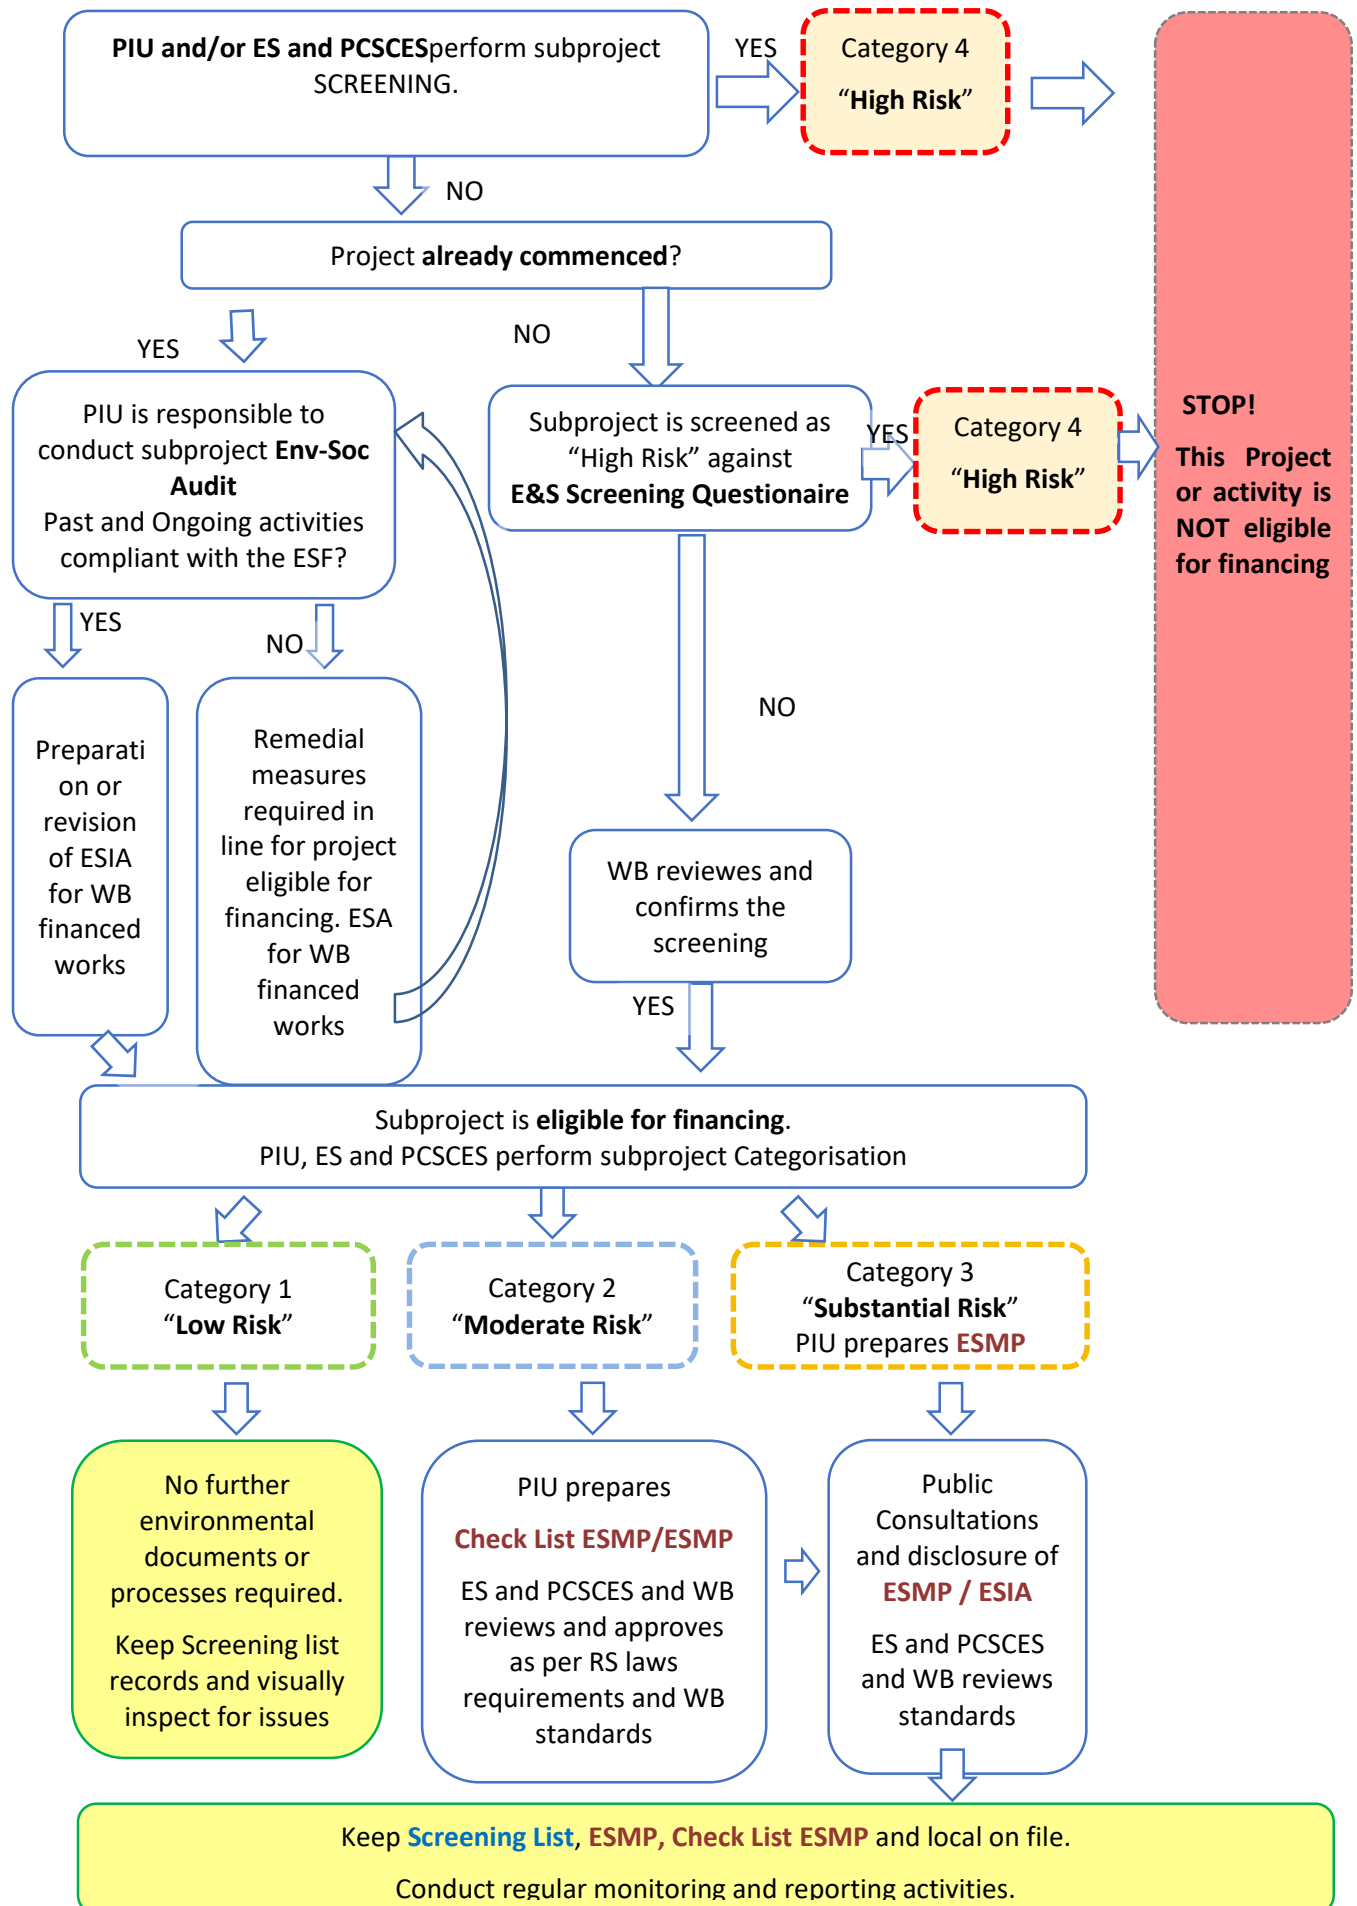 PIU and/or ES and PCSCESperform subproject
SCREENING.
YES
Category 4
“High Risk”
NO
Project already commenced?
YES
NO
PIU is responsible to
conduct subproject Env-Soc
Audit
Past and Ongoing activities
compliant with the ESF?
Subproject is screened as
“High Risk” against
E&S Screening Questionaire
YES
Category 4
“High Risk”
STOP!
This Project
or activity is
NOT eligible
for financing
YES
NO
NO
Preparati
on or
revision
of ESIA
for WB
financed
works
Remedial
measures
required in
line for project
eligible for
financing. ESA
for WB
financed
works
WB reviewes and
confirms the
screening
YES
Subproject is eligible for financing.
PIU, ES and PCSCES perform subproject Categorisation
Category 1
“Low Risk”
Category 2
“Moderate Risk”
Category 3
“Substantial Risk”
PIU prepares ESMP
No further
environmental
documents or
processes required.
Keep Screening list
records and visually
inspect for issues
PIU prepares
Check List ESMP/ESMP
ES and PCSCES and WB
reviews and approves
as per RS laws
requirements and WB
standards
Public
Consultations
and disclosure of
ESMP / ESIA
ES and PCSCES
and WB reviews
standards
Keep Screening List, ESMP, Check List ESMP and local on file.
Conduct regular monitoring and reporting activities.